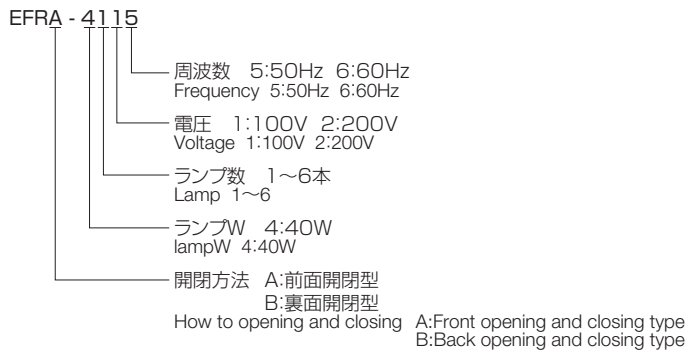 EFRA - 4115
周波数 5:50Hz 6:60Hz
Frequency 5:50Hz 6:60Hz
電圧 1:100V 2:200V
Voltage 1:100V 2:200V
ランプ数 1〜6本
Lamp 1〜6
ランプW 4:40W
lampW 4:40W
開閉方法 A:前面開閉型
B:裏面開閉型
How to opening and closing A:Front opening and closing type
B:Back opening and closing type